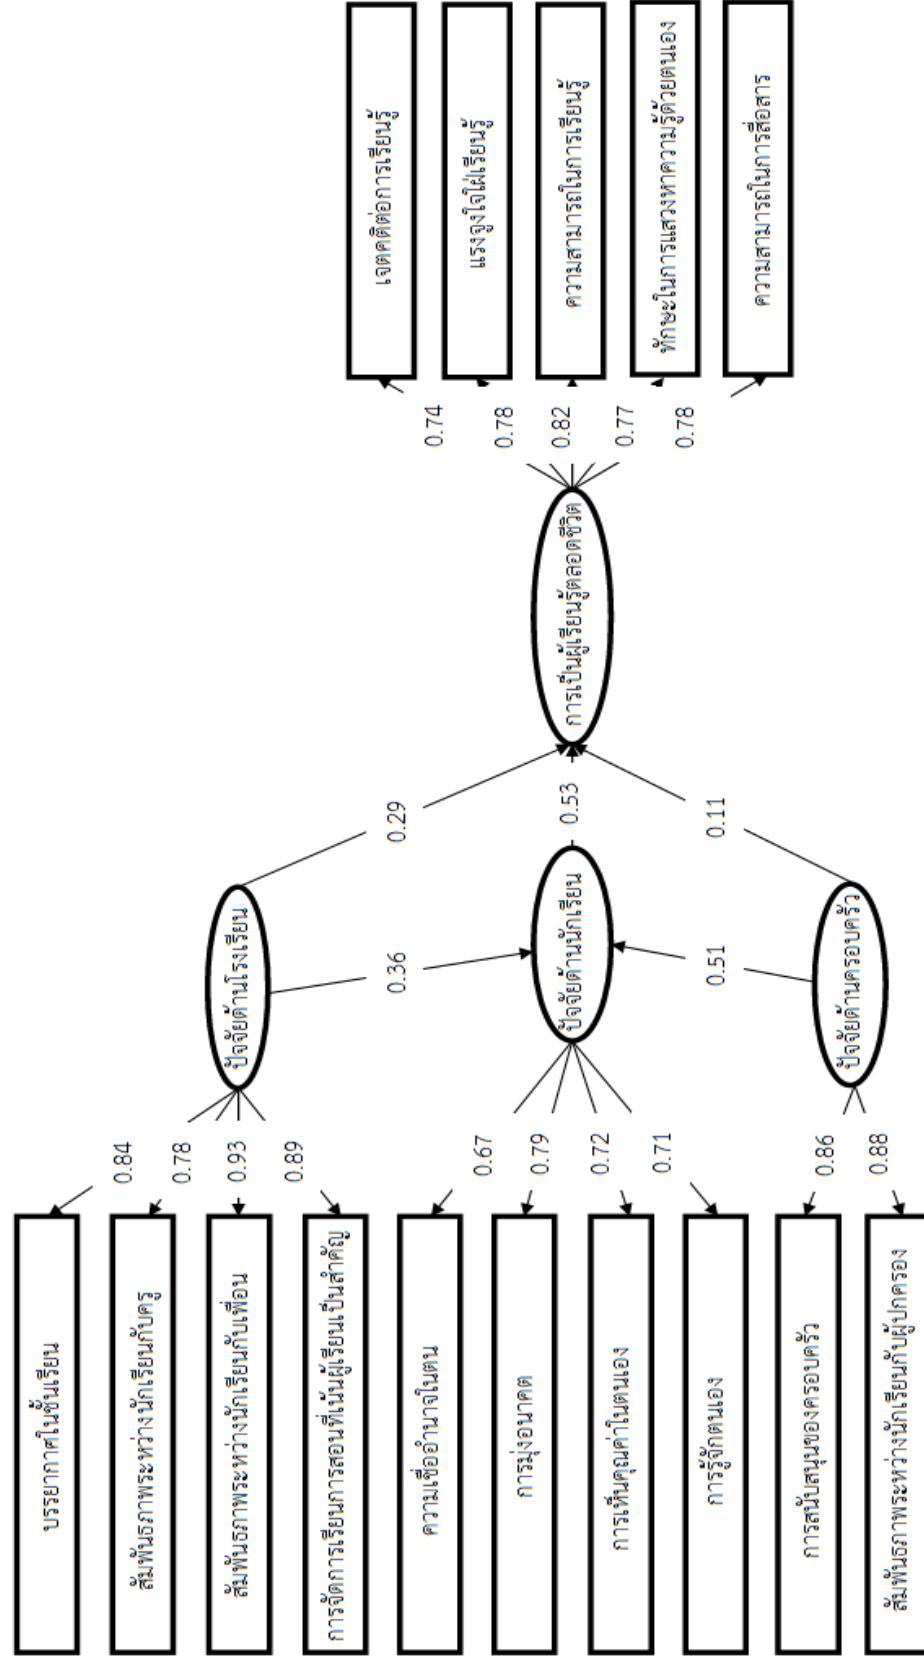 บรรยากาศในชั้นเรียน
สัมพันธภาพระหว่างนักเรียนกับครู
สัมพันธภาพระหว่างนักเรียนกับเพื่อน
การจัดการเรียนการสอนที่เน้นผู้เรียนเป็นสำคัญ
ความเชื่ออำนาจในตน
การมุ่งอนาคต
การเห็นคุณค่าในตนเอง
การรู้จักตนเอง
การสนับสนุนของครอบครัว
สัมพันธภาพระหว่างนักเรียนกับผู้ปกครอง
0.84
0.78
0.93
0.89
0.67
0.79
0.72
0.71
0.86
0.88
ปัจจัยด้านโรงเรียน
ปัจจัยด้านนักเรียน
ปัจจัยด้านครอบครัว
0.36
0.51
0.29
0.53
0.11
การเป็นผู้เรียนรู้ตลอดชีวิต
0.74
0.78
0.82
0.77
0.78
เจตคติต่อการเรียนรู้
แรงจูงใจใฝ่เรียนรู้
ความสามารถในการเรียนรู้
ทักษะในการแสวงหาความรู้ด้วยตนเอง
ความสามารถในการสื่อสาร